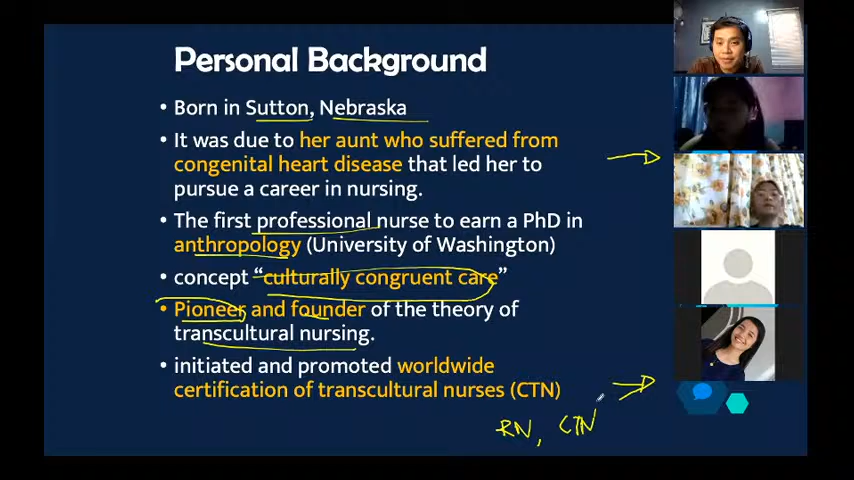 Personal Background
• Born in Sutton, Nebraska
• It was due to her aunt who suffered from
congenital heart disease that led her to
pursue a career in nursing.
• The first professional nurse to earn a PhD in
anthropology (University of Washington)
• concept “culturally congruent care”
• Pioneer and founder of the theory of
transcultural nursing.
• initiated and promoted worldwide
certification of transcultural nurses (CTN)
RN, CTN